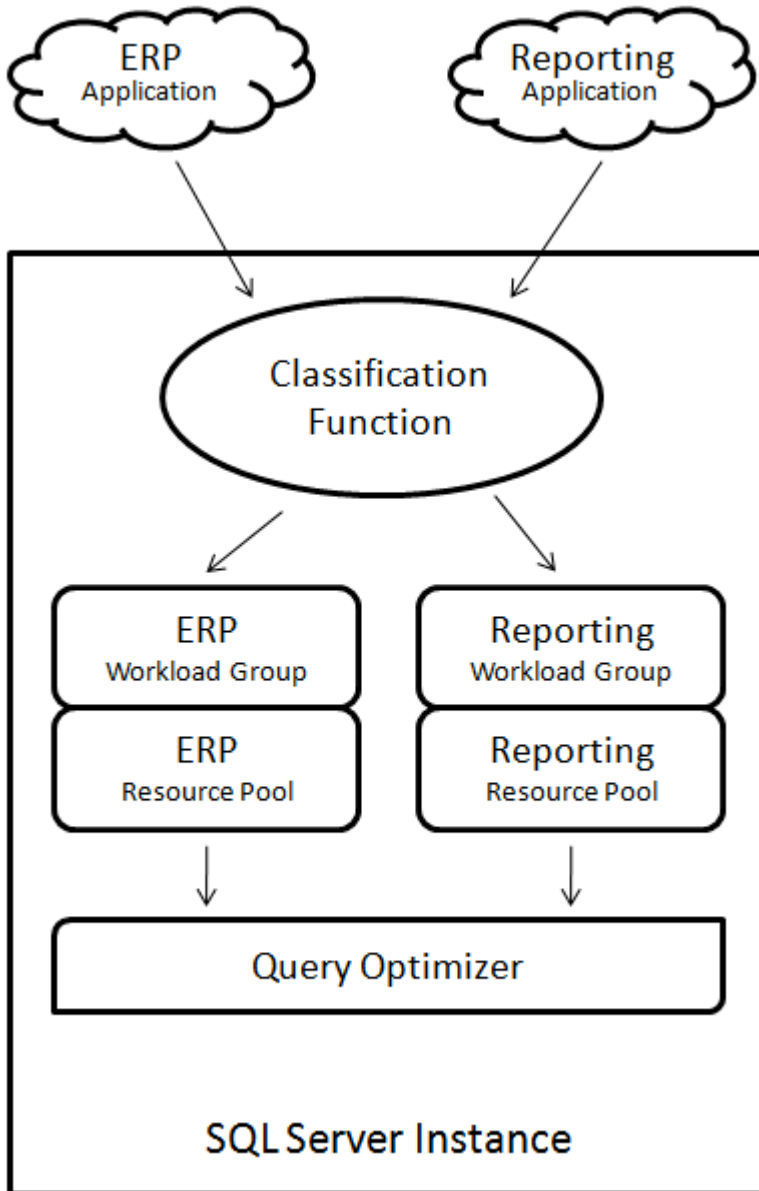 ERP
Application
Reporting
Application
Classification
Function
ERP
Workload Group
Reporting
Workload Group
ERP
Resource Pool
Reporting
Resource Pool
Query Optimizer
SQL Server Instance